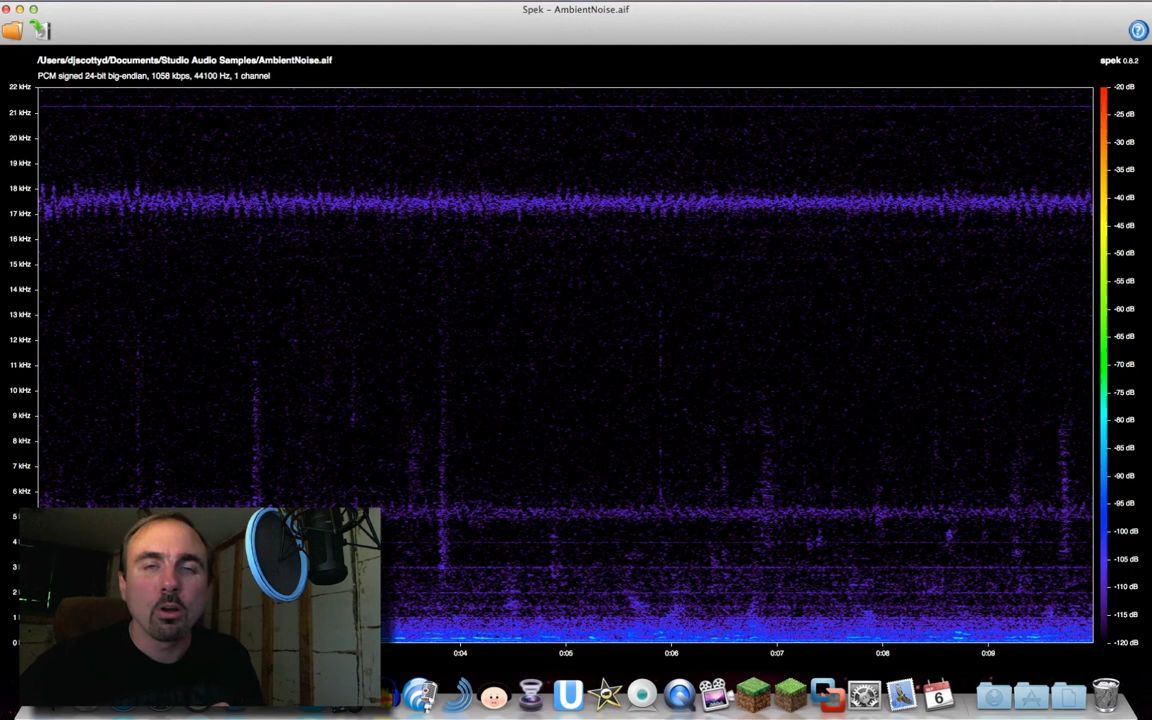 Spek – AmbientNoise.aif
/Users/djscottyd/Documents/Studio Audio Samples/AmbientNoise.aif
spek 0.8.2
PCM signed 24-bit big-endian, 1058 kbps, 44100 Hz, 1 channel
22 kHz
21 kHz
20 kHz
19 kHz
18 kHz
17 kHz
16 kHz
15 kHz
14 kHz
13 kHz
12 kHz
11 kHz
10 kHz
9 kHz
8 kHz
7 kHz
6 kHz
5
4
3
2
1
0
-20 dB
-25 dB
-30 dB
-35 dB
-40 dB
-45 dB
-50 dB
-55 dB
-60 dB
-65 dB
-70 dB
-75 dB
-80 dB
-85 dB
-90 dB
-95 dB
-100 dB
-105 dB
-110 dB
-115 dB
-120 dB
0:04
0:05
0:06
0:07
0:08
0:09
U
6